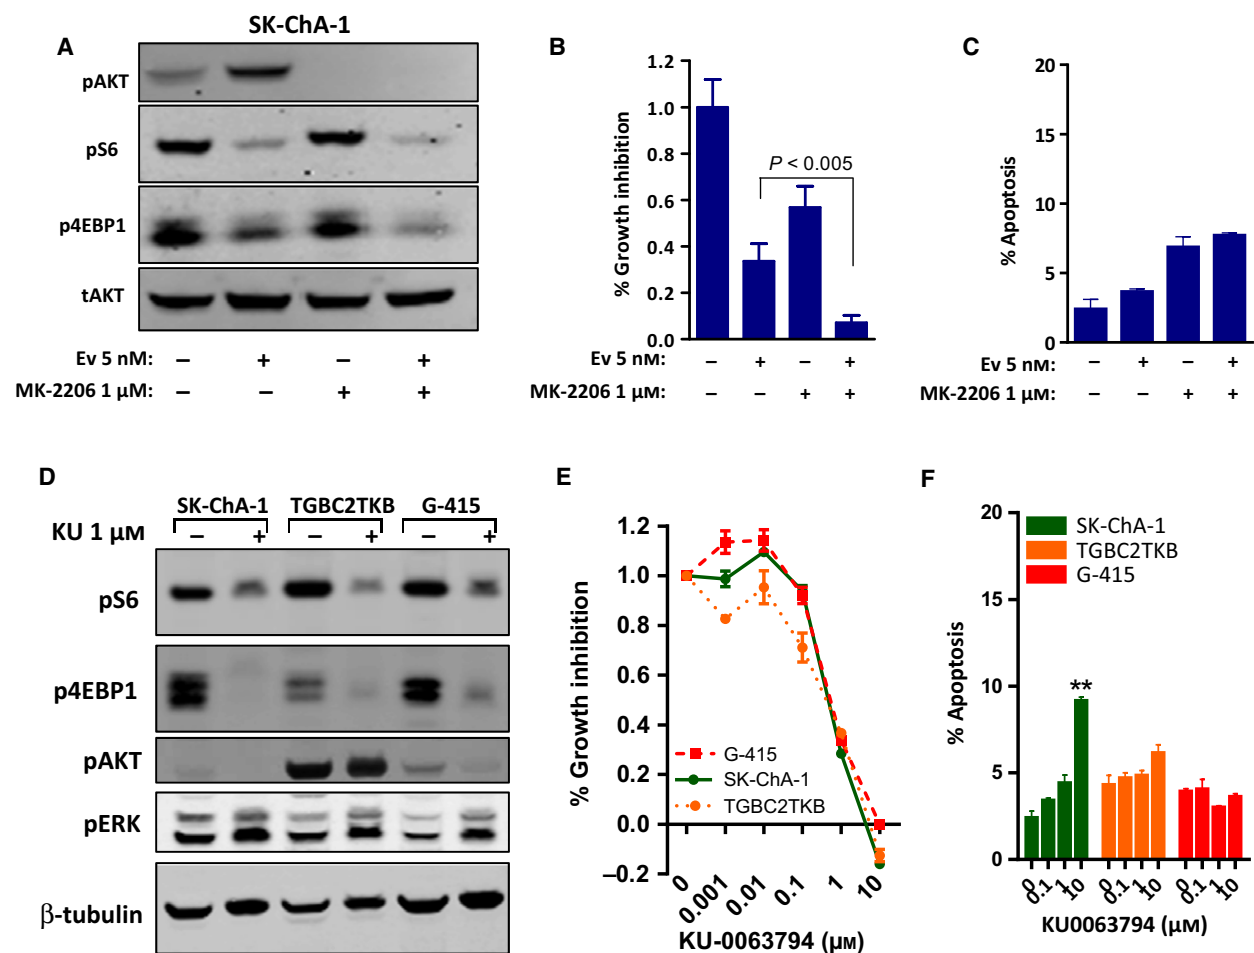 SK-ChA-1
A
pAKT
pS6
p4EBP1
tAKT
Ev 5 nM: – + – +
MK-2206 1 μM: – – + +
B
% Growth inhibition
1.2
1.0
0.8
0.6
0.4
0.2
0.0
P < 0.005
Ev 5 nM: – + – +
MK-2206 1 μM: – – + +
C
% Apoptosis
20
15
10
5
0
Ev 5 nM: – + – +
MK-2206 1 μM: – – + +
D
SK-ChA-1 TGBC2TKB G-415
KU 1 μM – + – + – +
pS6
p4EBP1
pAKT
pERK
β-tubulin
E
% Growth inhibition
1.2
1.0
0.8
0.6
0.4
0.2
0.0
–0.2
G-415
SK-ChA-1
TGBC2TKB
0 0.001 0.01 0.1 1 10
KU-0063794 (μM)
F
% Apoptosis
20
15
10
5
0
SK-ChA-1
TGBC2TKB
G-415
**
0 0.1 1 10 0 0.1 1 10 0 0.1 1 10
KU0063794 (μM)